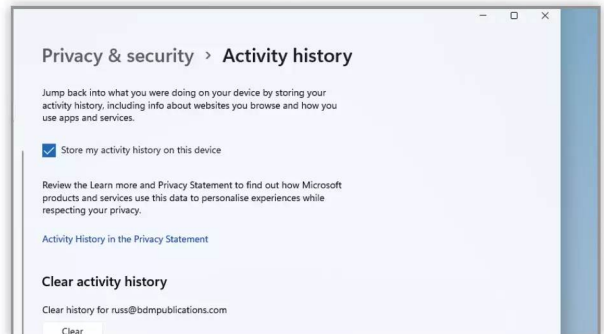 Privacy & security > Activity history
Jump back into what you were doing on your device by storing your
activity history, including info about websites you browse and how you
use apps and services.
Store my activity history on this device
Review the Learn more and Privacy Statement to find out how Microsoft
products and services use this data to personalise experiences while
respecting your privacy.
Activity History in the Privacy Statement
Clear activity history
Clear history for russ@bdmpublications.com
Clear